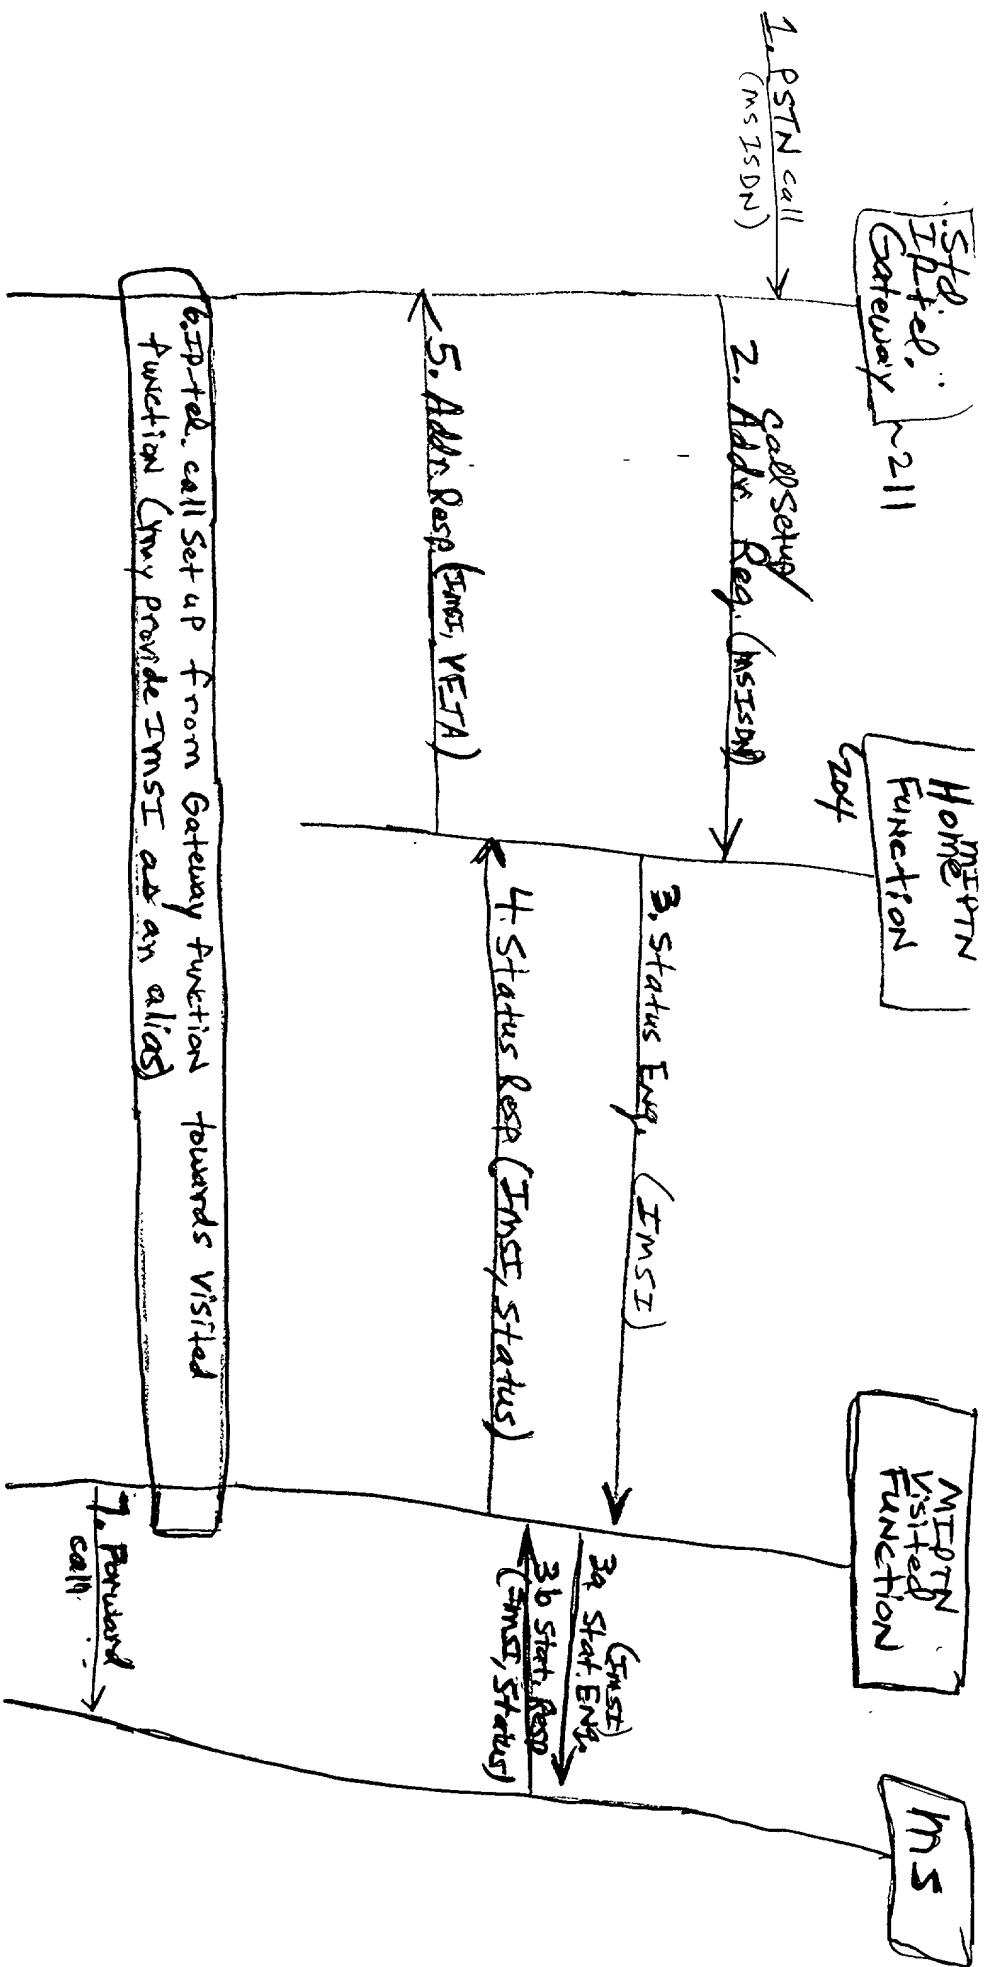 "Std.
IPtel."
Gateway
~211
MIPTN
Home
Function
204
MIPTN
Visited
Function
MS
1. PSTN call
(MSISDN)
Call Setup/
2. Addr. Req. (MSISDN)
3. Status Enq. (IMSI)
(IMSI)
3a Stat. Enq.
3b Stat. Resp
(IMSI, Status)
4. Status Resp (IMSI, Status)
5. Addr. Resp (IMSI, VFTA)
6. IP-tel. call Set up from Gateway function towards Visited
function (may provide IMSI as an alias)
7. Forward
call